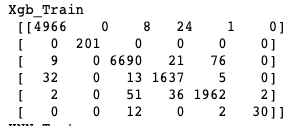 Xgb_Train
[[4966 0 8 24 1 0]
[ 0 201 0 0 0 0]
[ 9 0 6690 21 76 0]
[ 32 0 13 1637 5 0]
[ 2 0 51 36 1962 2]
[ 0 0 12 0 2 30]]